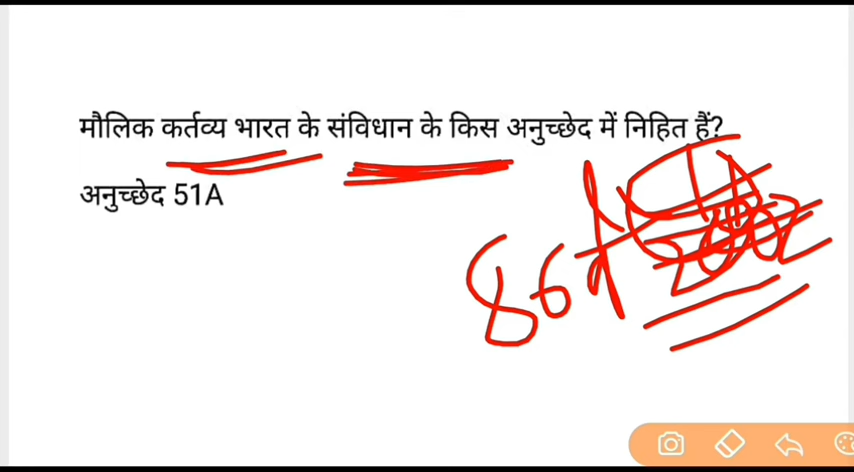 मौलिक कर्तव्य भारत के संविधान के किस अनुच्छेद में निहित हैं?
अनुच्छेद 51A
86